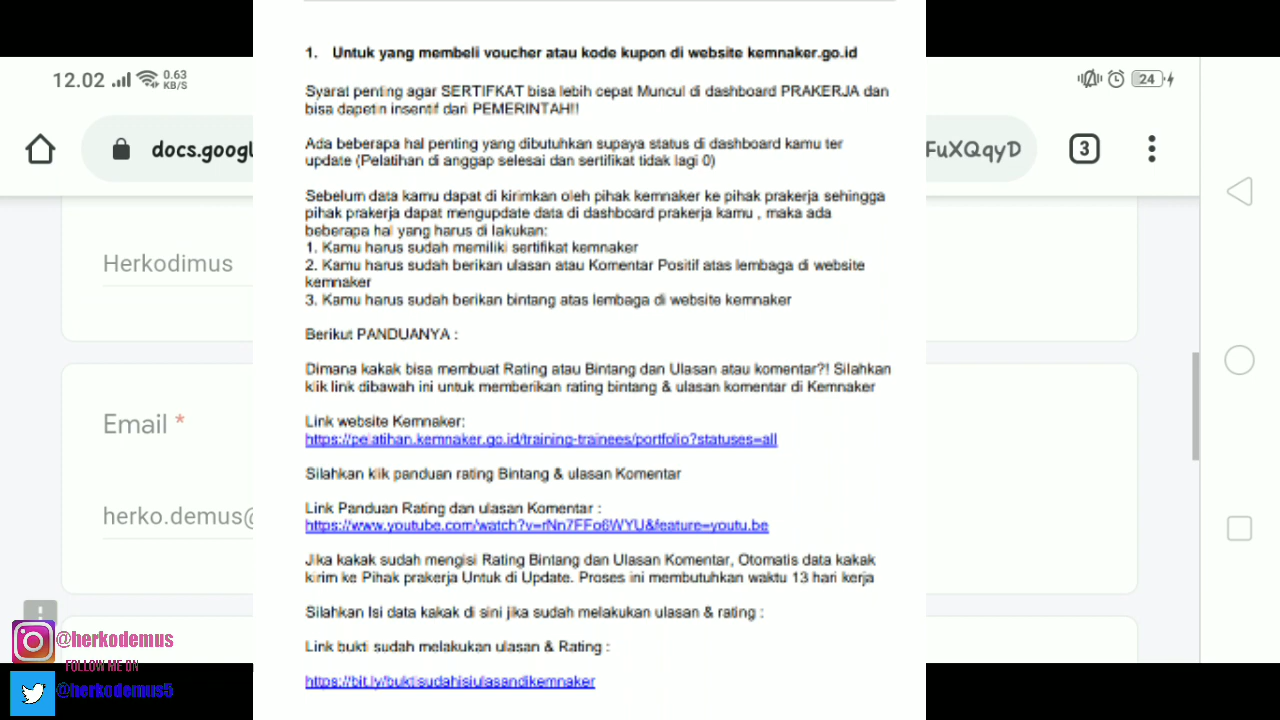 1. Untuk yang membeli voucher atau kode kupon di website kemnaker.go.id
12.02
0.63
KB/S
24
Syarat penting agar SERTIFKAT bisa lebih cepat Muncul di dashboard PRAKERJA dan
bisa dapetin insentif dari PEMERINTAH!!
docs.googl
FuXQqyD
3
Ada beberapa hal penting yang dibutuhkan supaya status di dashboard kamu ter
update (Pelatihan di anggap selesai dan sertifikat tidak lagi 0)
Sebelum data kamu dapat di kirimkan oleh pihak kemnaker ke pihak prakerja sehingga
pihak prakerja dapat mengupdate data di dashboard prakerja kamu , maka ada
beberapa hal yang harus di lakukan:
1. Kamu harus sudah memiliki sertifikat kemnaker
2. Kamu harus sudah berikan ulasan atau Komentar Positif atas lembaga di website
kemnaker
3. Kamu harus sudah berikan bintang atas lembaga di website kemnaker
Herkodimus
Berikut PANDUANYA :
Dimana kakak bisa membuat Rating atau Bintang dan Ulasan atau komentar?! Silahkan
klik link dibawah ini untuk memberikan rating bintang & ulasan komentar di Kemnaker
Email *
Link website Kemnaker:
https://pelatihan.kemnaker.go.id/training-trainees/portfolio?statuses=all
Silahkan klik panduan rating Bintang & ulasan Komentar
herko.demus@
Link Panduan Rating dan ulasan Komentar :
https://www.youtube.com/watch?v=rNn7FFo6WYU&feature=youtu.be
Jika kakak sudah mengisi Rating Bintang dan Ulasan Komentar, Otomatis data kakak
kirim ke Pihak prakerja Untuk di Update. Proses ini membutuhkan waktu 13 hari kerja
Silahkan Isi data kakak di sini jika sudah melakukan ulasan & rating :
Link bukti sudah melakukan ulasan & Rating :
https://bit.ly/buktisudahisiulasandikemnaker
@herkodemus
FOLLOW ME ON
@herkodemus5